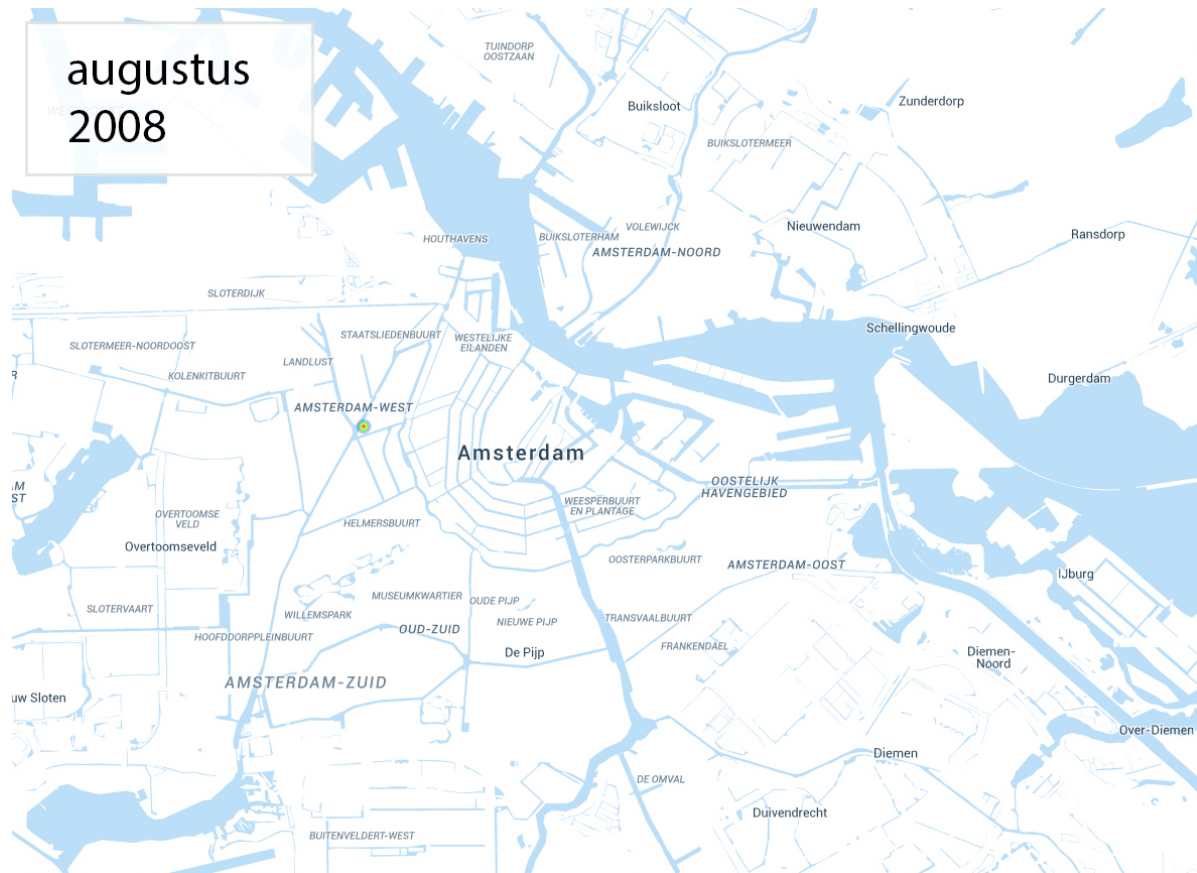 augustus
2008
TUINDORP
OOSTZAAN
Buiksloot
Zunderdorp
BUIKSLOTERMEER
Nieuwendam
Ransdorp
VOLEWIJCK
BUIKSLOTERHAM
HOUTHAVENS
AMSTERDAM-NOORD
SLOTERDIJK
STAATSLIEDENBUURT
WESTELIJKE
EILANDEN
Schellingwoude
SLOTERMEER-NOORDOOST
LANDLUST
KOLENKITBUURT
Durgerdam
AMSTERDAM-WEST
Amsterdam
OOSTELIJK
HAVENGEBIED
WEESPERBUURT
EN PLANTAGE
OVERTOOMSE
VELD
HELMERSBUURT
Overtoomseveld
OOSTERPARKBUURT
AMSTERDAM-OOST
IJburg
MUSEUMKWARTIER
OUDE PIJP
SLOTERVAART
WILLEMSPARK
NIEUWE PIJP
TRANSVAALBUURT
OUD-ZUID
HOOFDDORPPLEINBUURT
FRANKENDAEL
De Pijp
Diemen-
Noord
AMSTERDAM-ZUID
uw Sloten
Over-Diemen
Diemen
DE OMVAL
Duivendrecht
BUITENVELDERT-WEST